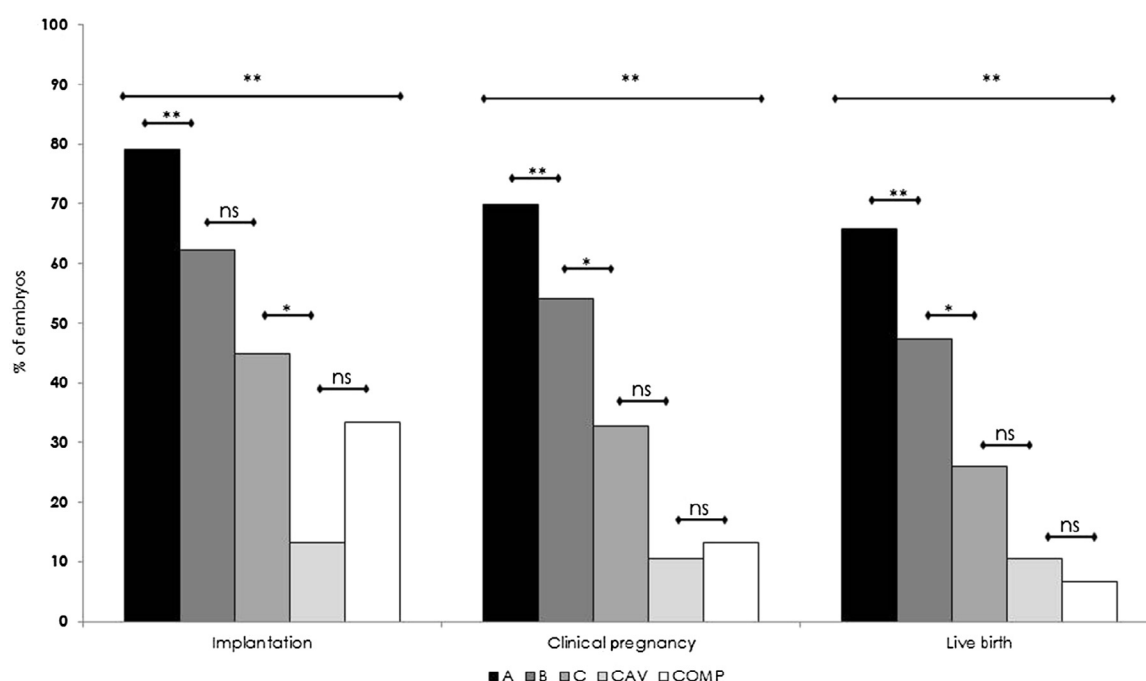 100
90
80
70
60
50
40
30
20
10
0
% of embryos
** ** **
**
ns
*
ns
**
*
ns
ns
**
*
ns
ns
Implantation Clinical pregnancy Live birth
A B C CAV COMP